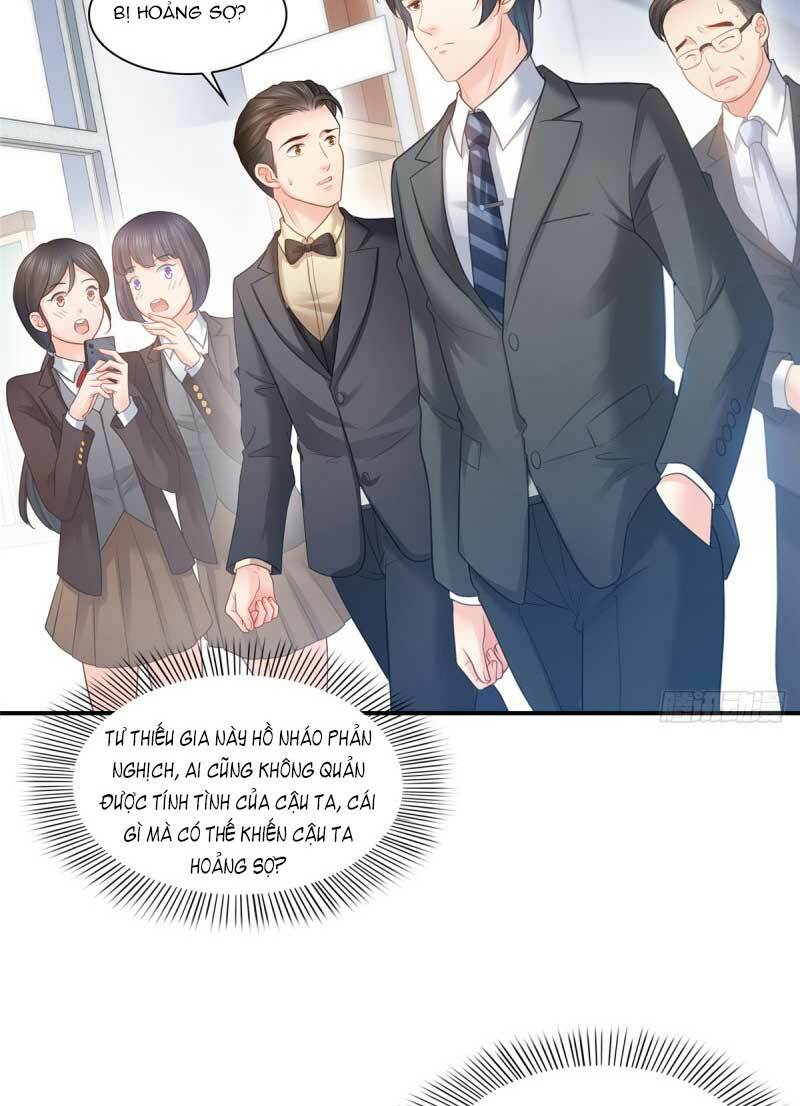 BỊ HOẢNG SỢ?
TƯ THIẾU GIA NÀY HỒ NHÁO PHẢN
NGHỊCH, AI CŨNG KHÔNG QUẢN
ĐƯỢC TÍNH TÌNH CỦA CẬU TA, CÁI
GÌ MÀ CÓ THỂ KHIẾN CẬU TA
HOẢNG SỢ?